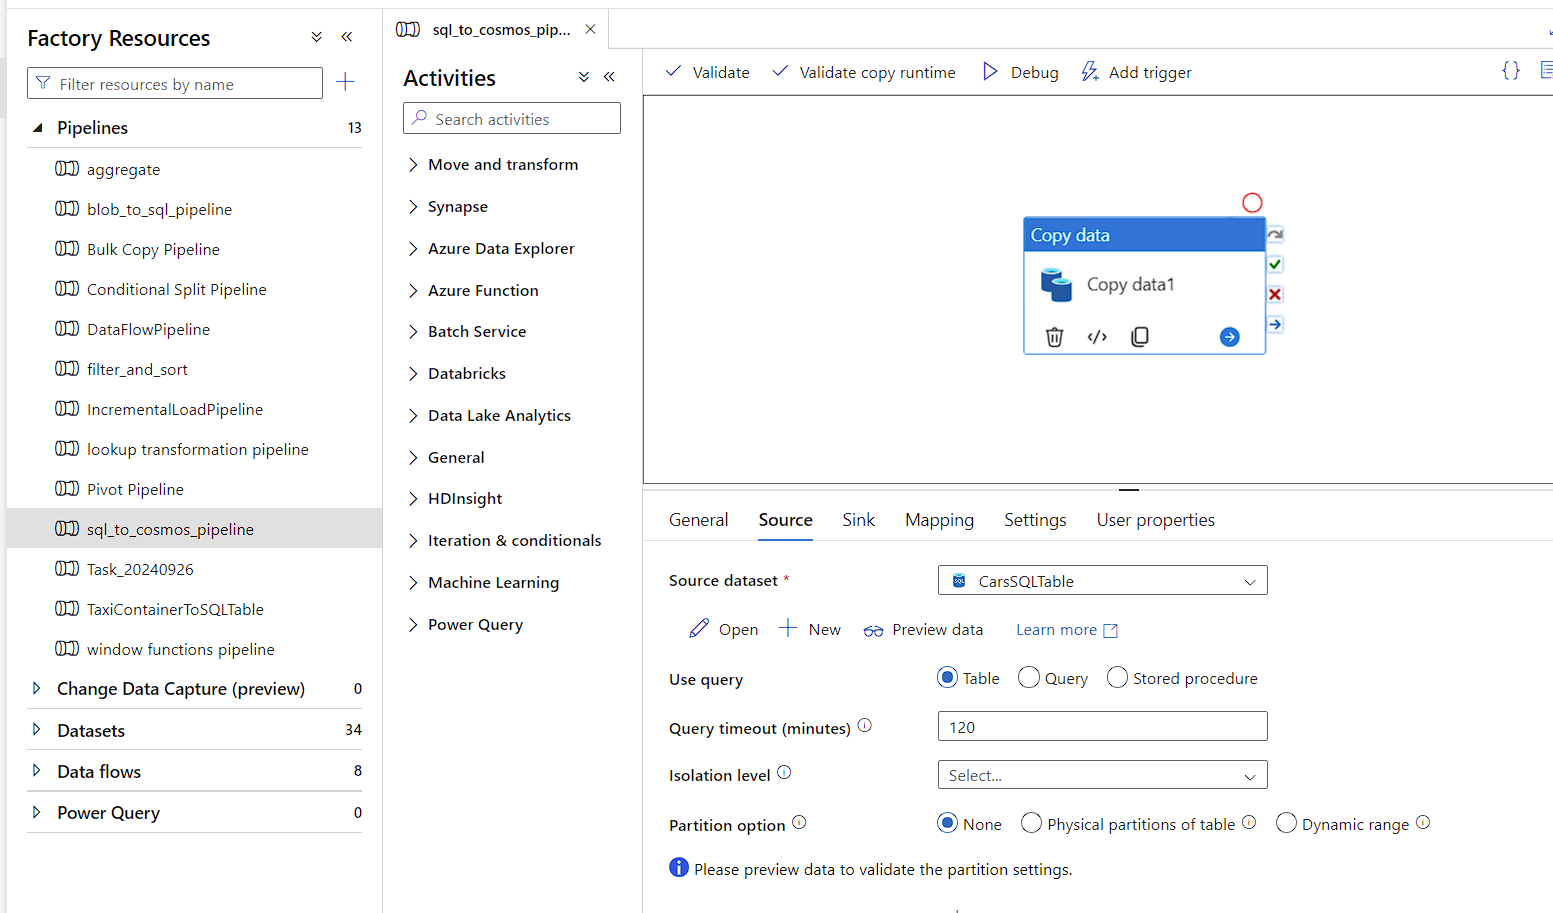 Factory Resources
Filter resources by name
Pipelines 13
aggregate
blob_to_sql_pipeline
Bulk Copy Pipeline
Conditional Split Pipeline
DataFlowPipeline
filter_and_sort
IncrementalLoadPipeline
lookup transformation pipeline
Pivot Pipeline
sql_to_cosmos_pipeline
Task_20240926
TaxiContainerToSQLTable
window functions pipeline
Change Data Capture (preview) 0
Datasets 34
Data flows 8
Power Query 0
sql_to_cosmos_pip...
Activities
Search activities
Move and transform
Synapse
Azure Data Explorer
Azure Function
Batch Service
Databricks
Data Lake Analytics
General
HDInsight
Iteration & conditionals
Machine Learning
Power Query
Validate Validate copy runtime Debug Add trigger
Copy data
Copy data1
General Source Sink Mapping Settings User properties
Source dataset * CarsSQLTable
Open New Preview data Learn more
Use query Table Query Stored procedure
Query timeout (minutes) 120
Isolation level Select...
Partition option None Physical partitions of table Dynamic range
Please preview data to validate the partition settings.